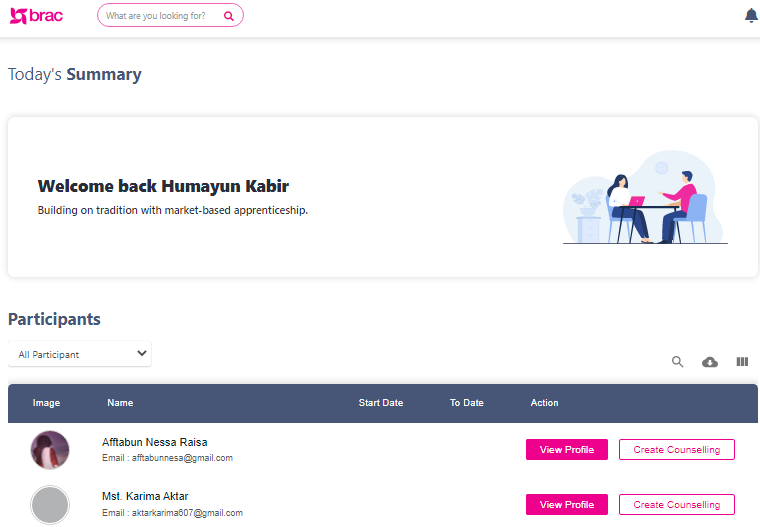 brac
What are you looking for?
Today's Summary
Welcome back Humayun Kabir
Building on tradition with market-based apprenticeship.
Participants
All Participant
Image Name Start Date To Date Action
Afftabun Nessa Raisa
Email : afftabunnesa@gmail.com
View Profile Create Counselling
Mst. Karima Aktar
Email : aktarkarima607@gmail.com
View Profile Create Counselling